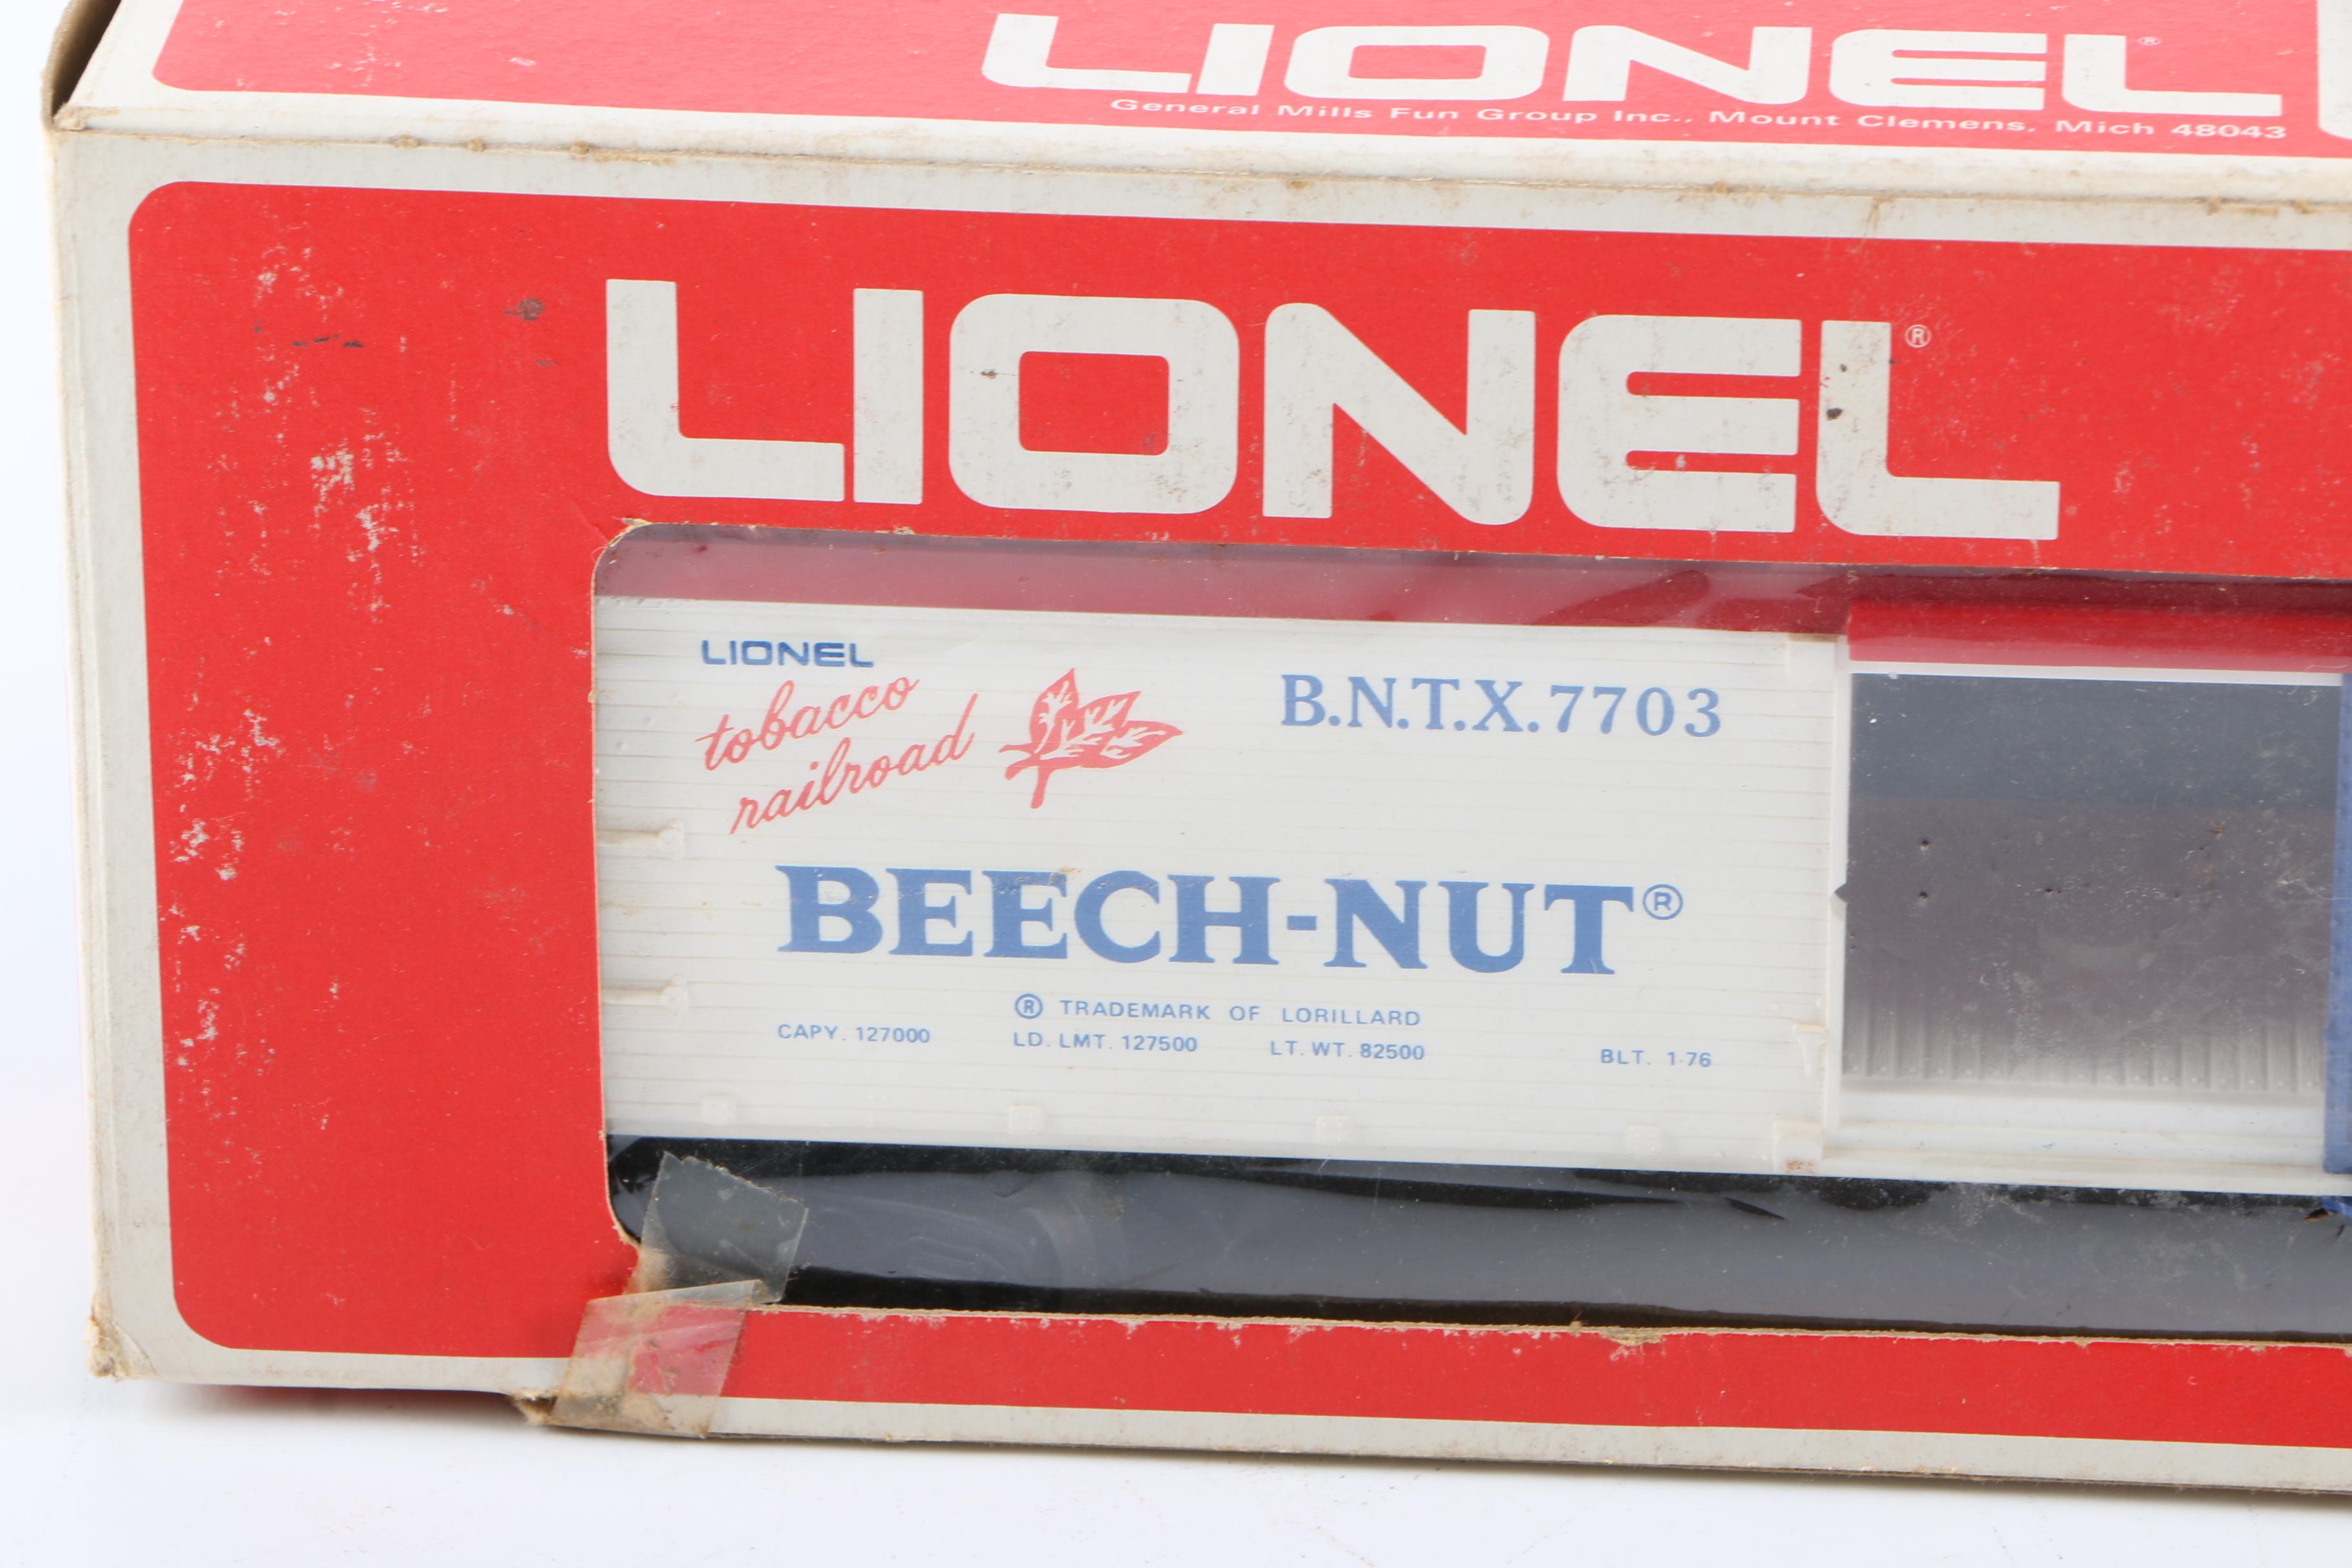 LIONEL®
General Mills Fun Group Inc., Mount Clemens, Mich 48043
LIONEL®
LIONEL
tobacco
railroad
B.N.T.X.7703
BEECH-NUT®
® TRADEMARK OF LORILLARD
CAPY. 127000 LD. LMT. 127500 LT. WT. 82500 BLT. 1-76